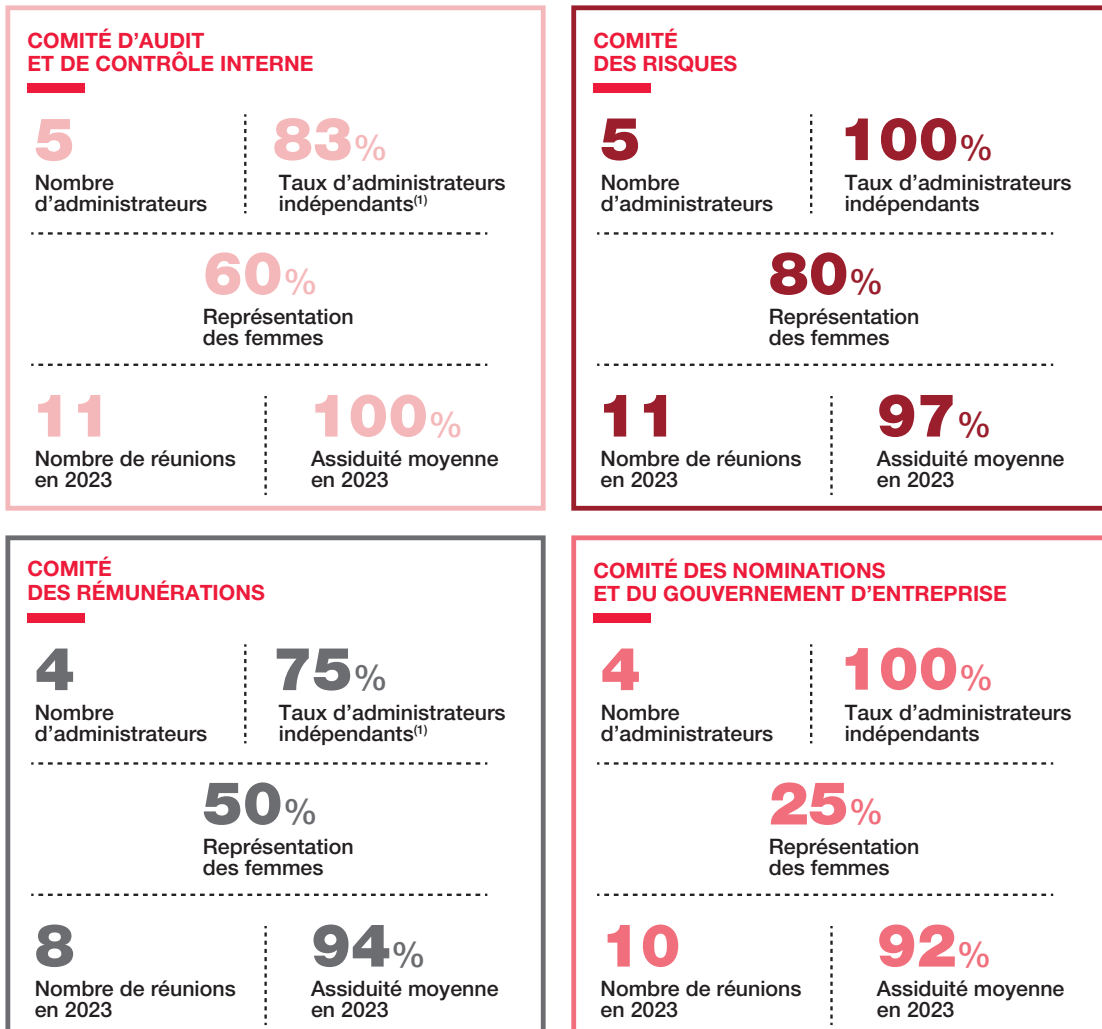 COMITÉ D'AUDIT
ET DE CONTRÔLE INTERNE
5
Nombre
d'administrateurs
83%
Taux d'administrateurs
indépendants(1)
60%
Représentation
des femmes
11
Nombre de réunions
en 2023
100%
Assiduité moyenne
en 2023
COMITÉ
DES RISQUES
5
Nombre
d'administrateurs
100%
Taux d'administrateurs
indépendants
80%
Représentation
des femmes
11
Nombre de réunions
en 2023
97%
Assiduité moyenne
en 2023
COMITÉ
DES RÉMUNÉRATIONS
4
Nombre
d'administrateurs
75%
Taux d'administrateurs
indépendants(1)
50%
Représentation
des femmes
8
Nombre de réunions
en 2023
94%
Assiduité moyenne
en 2023
COMITÉ DES NOMINATIONS
ET DU GOUVERNEMENT D'ENTREPRISE
4
Nombre
d'administrateurs
100%
Taux d'administrateurs
indépendants
25%
Représentation
des femmes
10
Nombre de réunions
en 2023
92%
Assiduité moyenne
en 2023